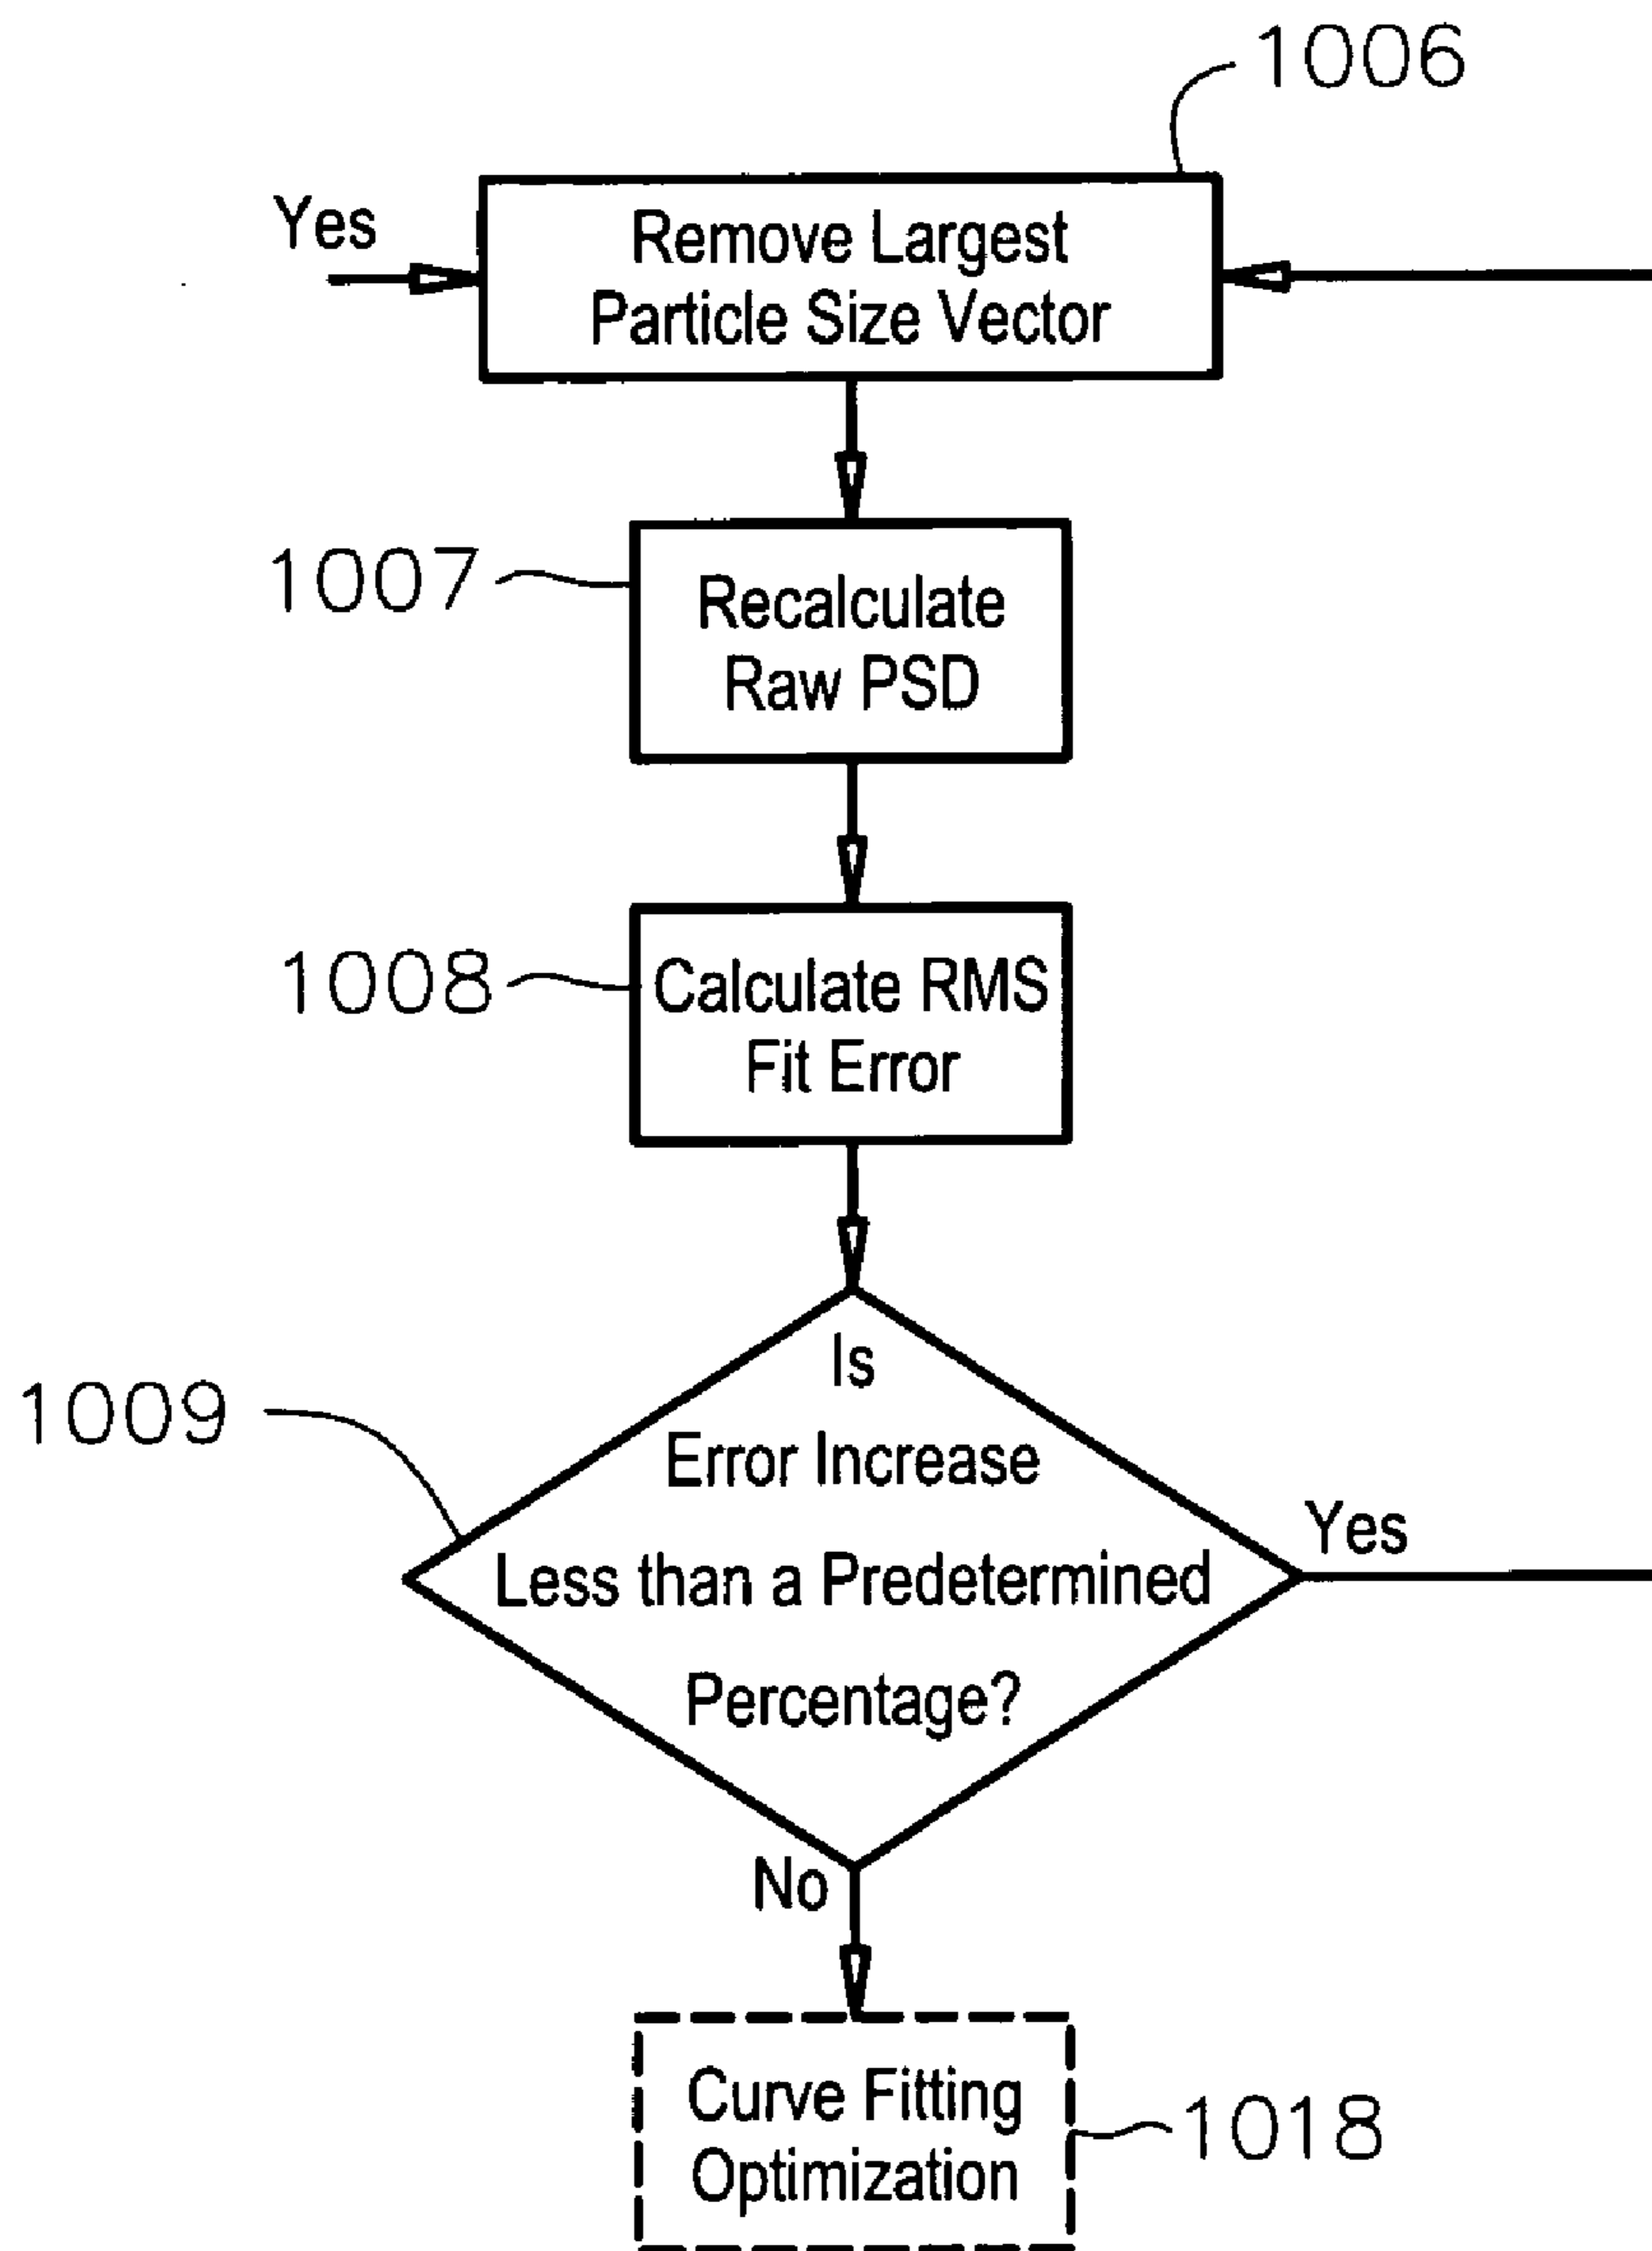 1006
Yes
Remove Largest
Particle Size Vector
1007
Recalculate
Raw PSD
1008
Calculate RMS
Fit Error
1009
Is
Error Increase
Less than a Predetermined
Percentage?
Yes
No
Curve Fitting
Optimization
1018